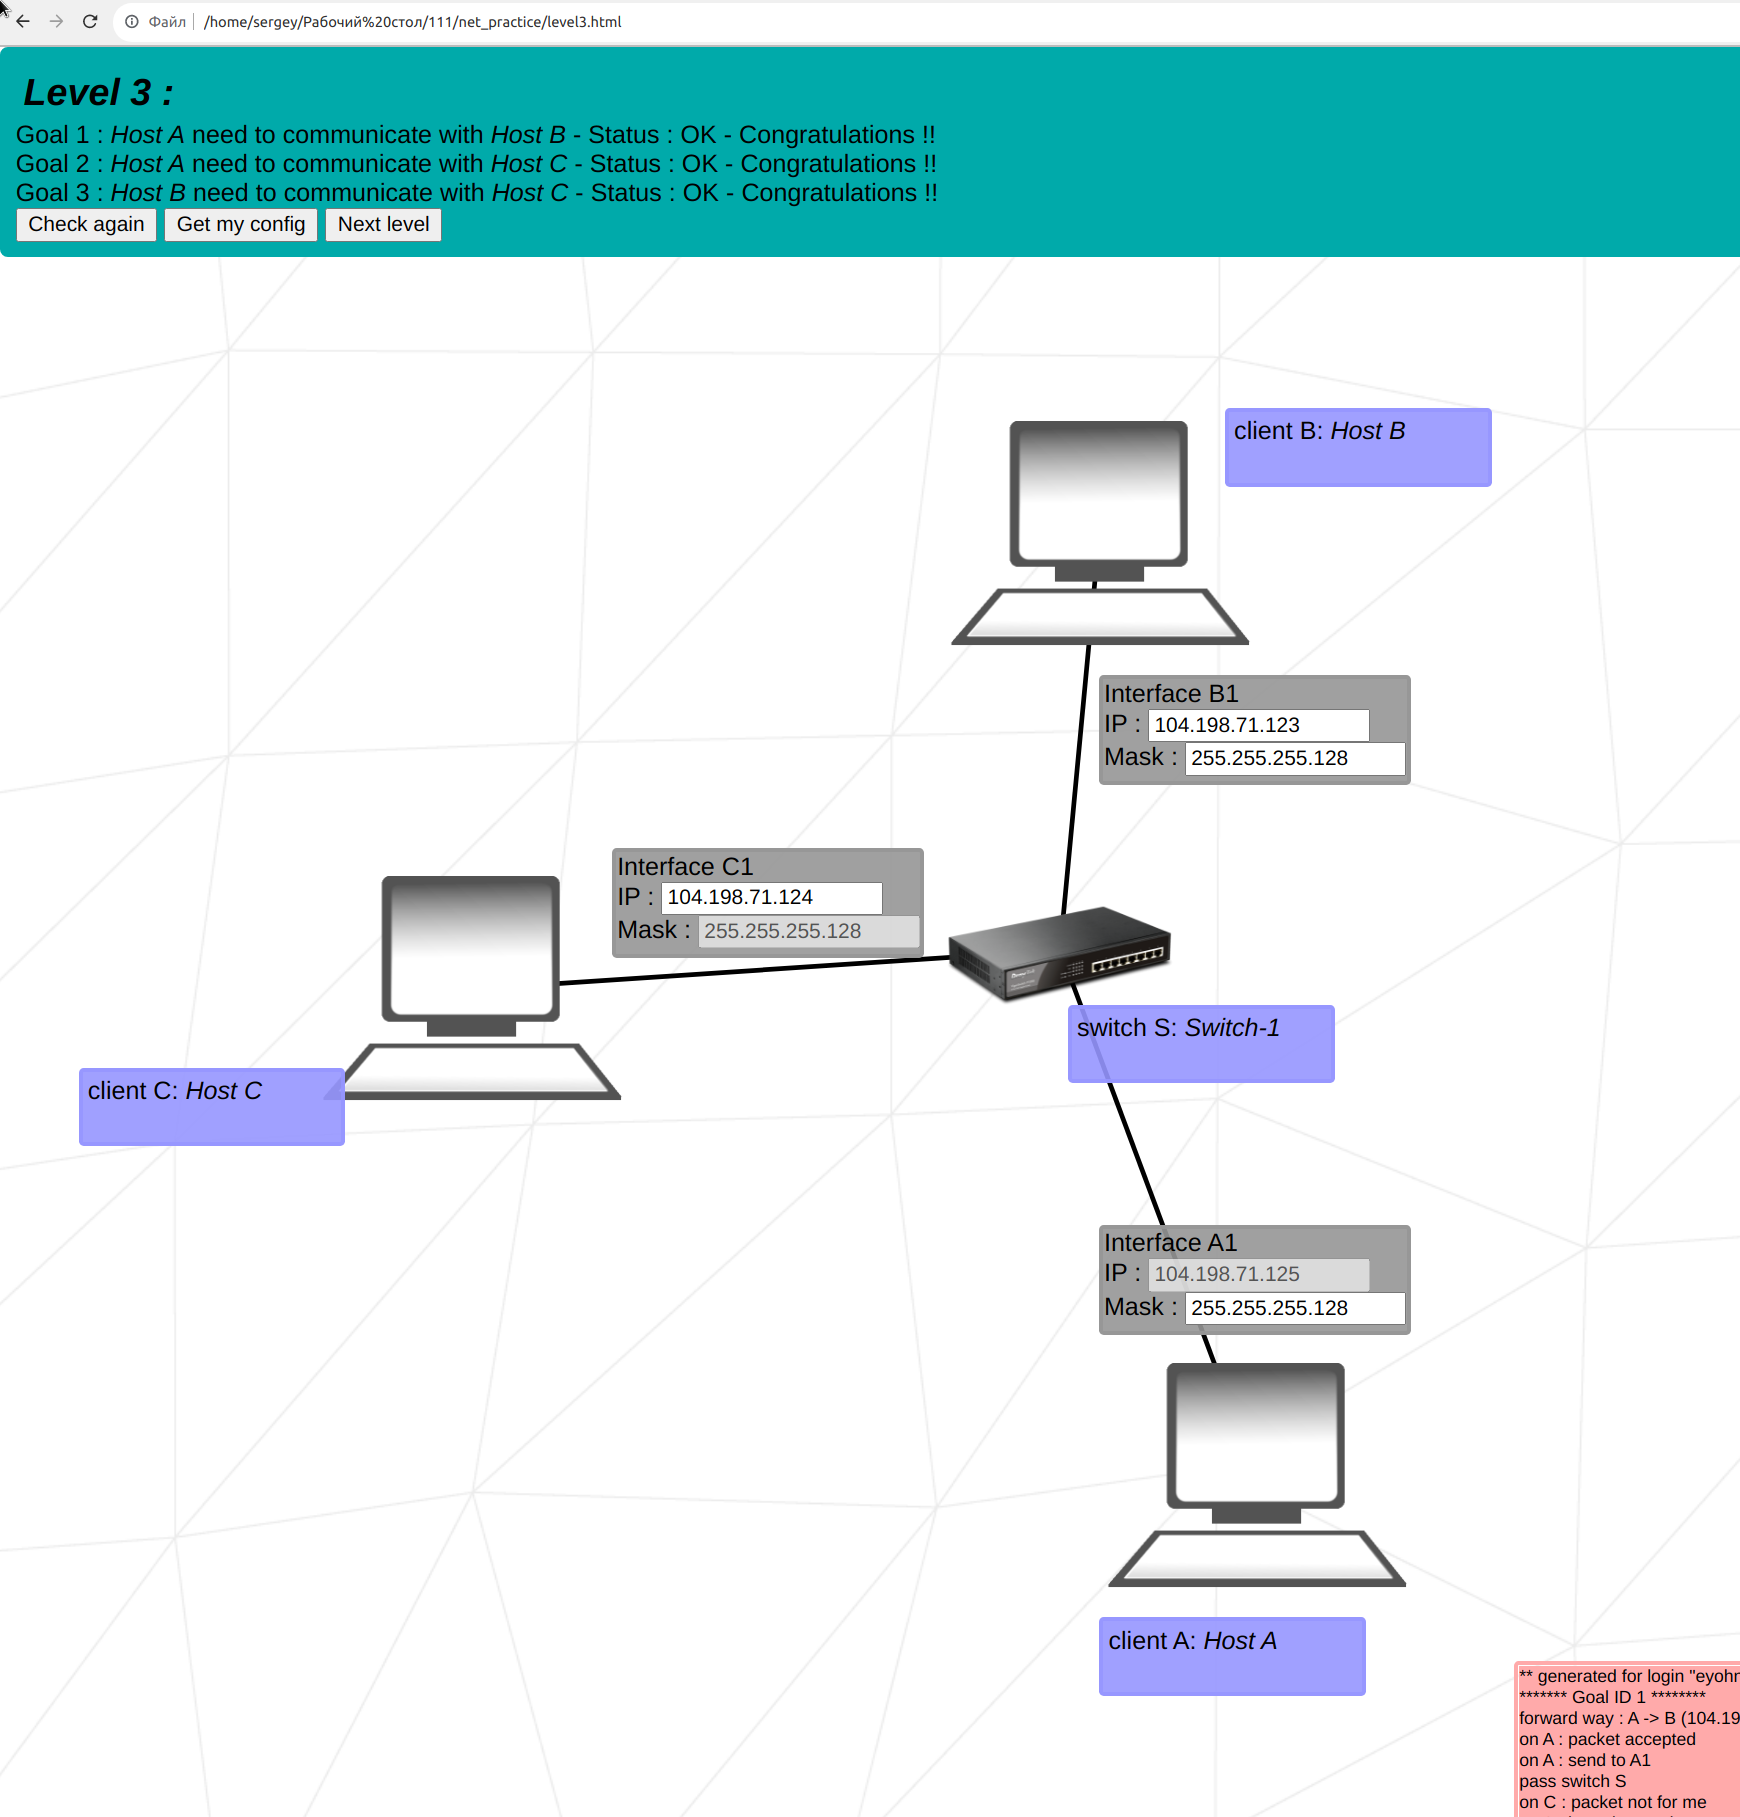 Файл /home/sergey/Рабочий%20стол/111/net_practice/level3.html
Level 3 :
Goal 1 : Host A need to communicate with Host B - Status : OK - Congratulations !!
Goal 2 : Host A need to communicate with Host C - Status : OK - Congratulations !!
Goal 3 : Host B need to communicate with Host C - Status : OK - Congratulations !!
Check again Get my config Next level
client B: Host B
Interface B1
IP : 104.198.71.123
Mask : 255.255.255.128
Interface C1
IP : 104.198.71.124
Mask : 255.255.255.128
switch S: Switch-1
client C: Host C
Interface A1
IP : 104.198.71.125
Mask : 255.255.255.128
client A: Host A
** generated for login "eyohn
******* Goal ID 1 ********
forward way : A -> B (104.19
on A : packet accepted
on A : send to A1
pass switch S
on C : packet not for me